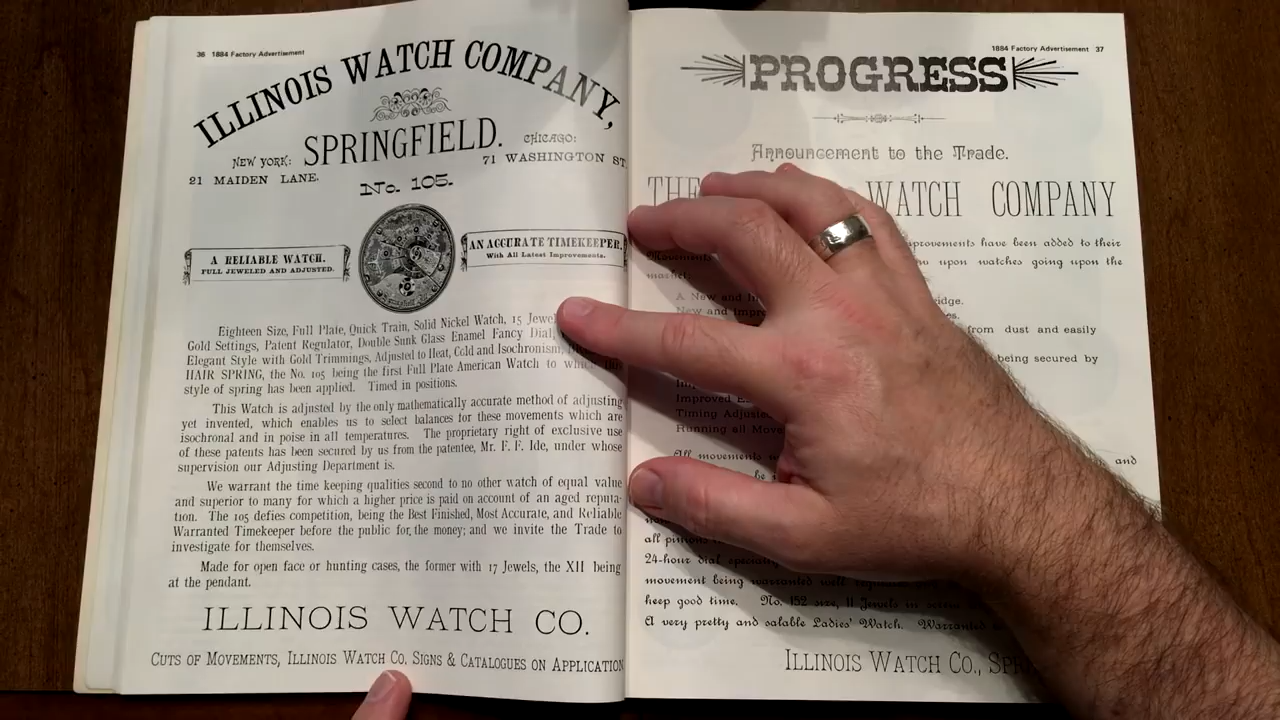 36 1884 Factory Advertisement
ILLINOIS WATCH COMPANY,
SPRINGFIELD.
NEW YORK:
21 MAIDEN LANE.
CHICAGO:
71 WASHINGTON ST
No. 105.
A RELIABLE WATCH.
FULL JEWELED AND ADJUSTED.
AN ACCURATE TIMEKEEPER.
With All Latest Improvements.
Eighteen Size, Full Plate, Quick Train, Solid Nickel Watch, 15
Gold Settings, Patent Regulator, Double Sunk Glass Enamel Fancy Dial,
Elegant Style with Gold Trimmings, Adjusted to Heat, Cold and Isochronism,
HAIR SPRING, the No. 105 being the first Full Plate American Watch to which this
style of spring has been applied. Timed in positions.
This Watch is adjusted by the only mathematically accurate method of adjusting
yet invented, which enables us to select balances for these movements which are
isochronal and in poise in all temperatures. The proprietary right of exclusive use
of these patents has been secured by us from the patentee, Mr. F. F. Ide, under whose
supervision our Adjusting Department is.
We warrant the time keeping qualities second to no other watch of equal value
and superior to many for which a higher price is paid on account of an aged reputa-
tion. The 105 defies competition, being the Best Finished, Most Accurate, and Reliable
Warranted Timekeeper before the public for the money; and we invite the Trade to
investigate for themselves.
Made for open face or hunting cases, the former with 17 Jewels, the XII being
at the pendant.
ILLINOIS WATCH CO.
CUTS OF MOVEMENTS, ILLINOIS WATCH CO, SIGNS & CATALOGUES ON APPLICATION
1884 Factory Advertisement 37
PROGRESS
Announcement to the Trade.
THE WATCH COMPANY
improvements have been added to their
Movements upon watches going upon the
market:
A New and
New and
from dust and easily
being secured by
Improved
Timing
Running all
All movements and
be
all
24-hour dial
movement being warranted well
keep good time. No. 152 size, 11 Jewels in
A very pretty and salable Ladies' Watch. Warranted
ILLINOIS WATCH CO.,